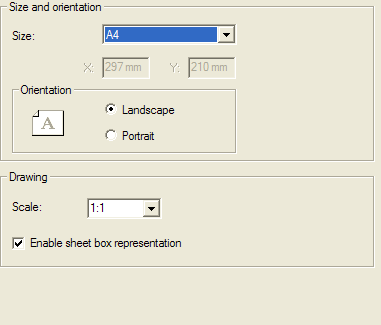 Size and orientation
Size: A4
X: 297 mm Y: 210 mm
Orientation
A
Landscape
Portrait
Drawing
Scale: 1:1
Enable sheet box representation